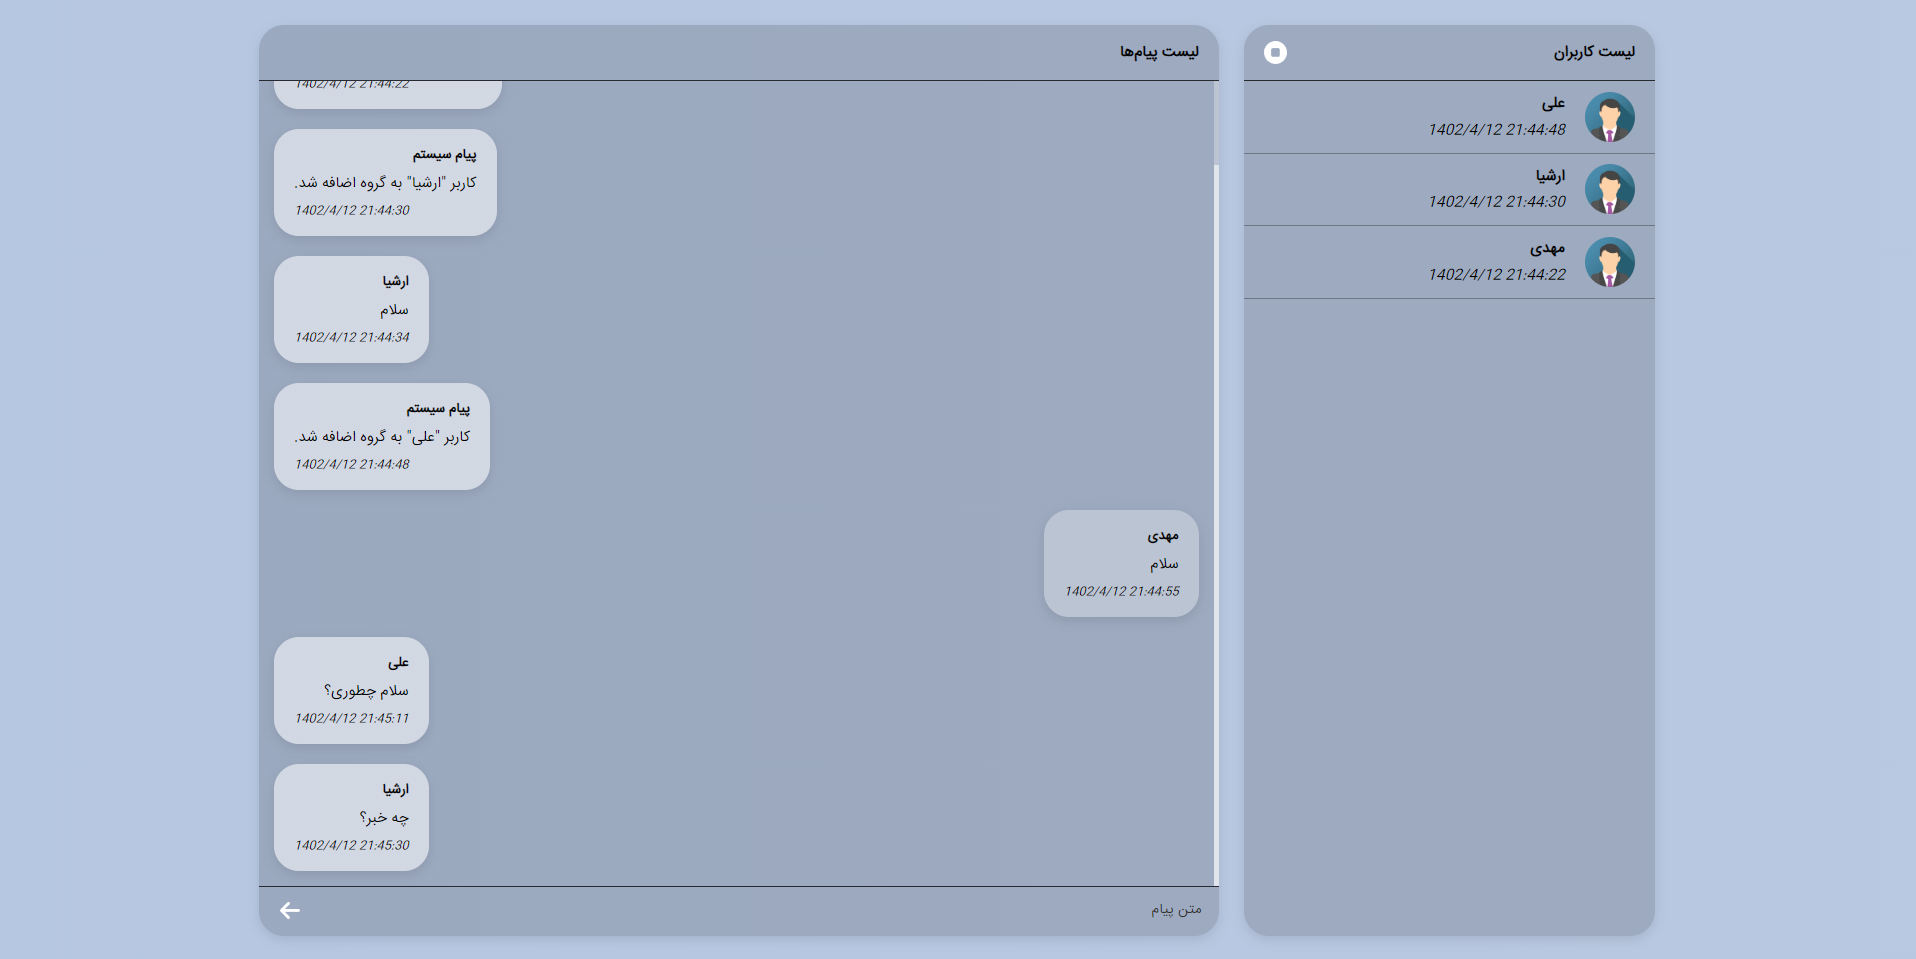 لیست کاربران
علی
1402/4/12 21:44:48
ارشیا
1402/4/12 21:44:30
مهدی
1402/4/12 21:44:22
لیست پیام‌ها
1402/4/12 21:44:22
پیام سیستم
کاربر "ارشیا" به گروه اضافه شد.
1402/4/12 21:44:30
ارشیا
سلام
1402/4/12 21:44:34
پیام سیستم
کاربر "علی" به گروه اضافه شد.
1402/4/12 21:44:48
مهدی
سلام
1402/4/12 21:44:55
علی
سلام چطوری؟
1402/4/12 21:45:11
ارشیا
چه خبر؟
1402/4/12 21:45:30
متن پیام